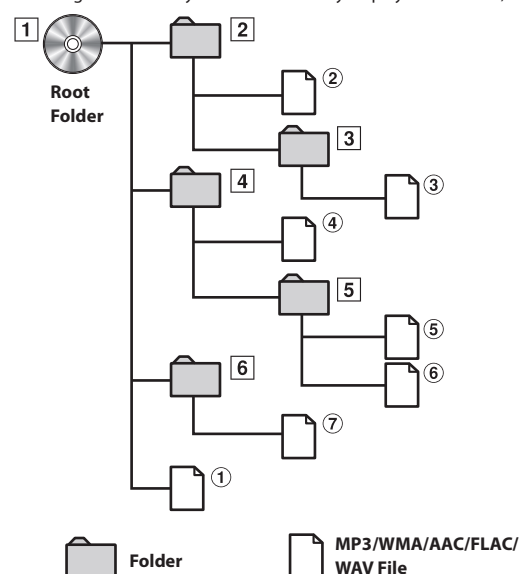 1
2
Root
Folder
②
3
③
4
④
5
⑤
⑥
6
⑦
①
Folder
MP3/WMA/AAC/FLAC/
WAV File